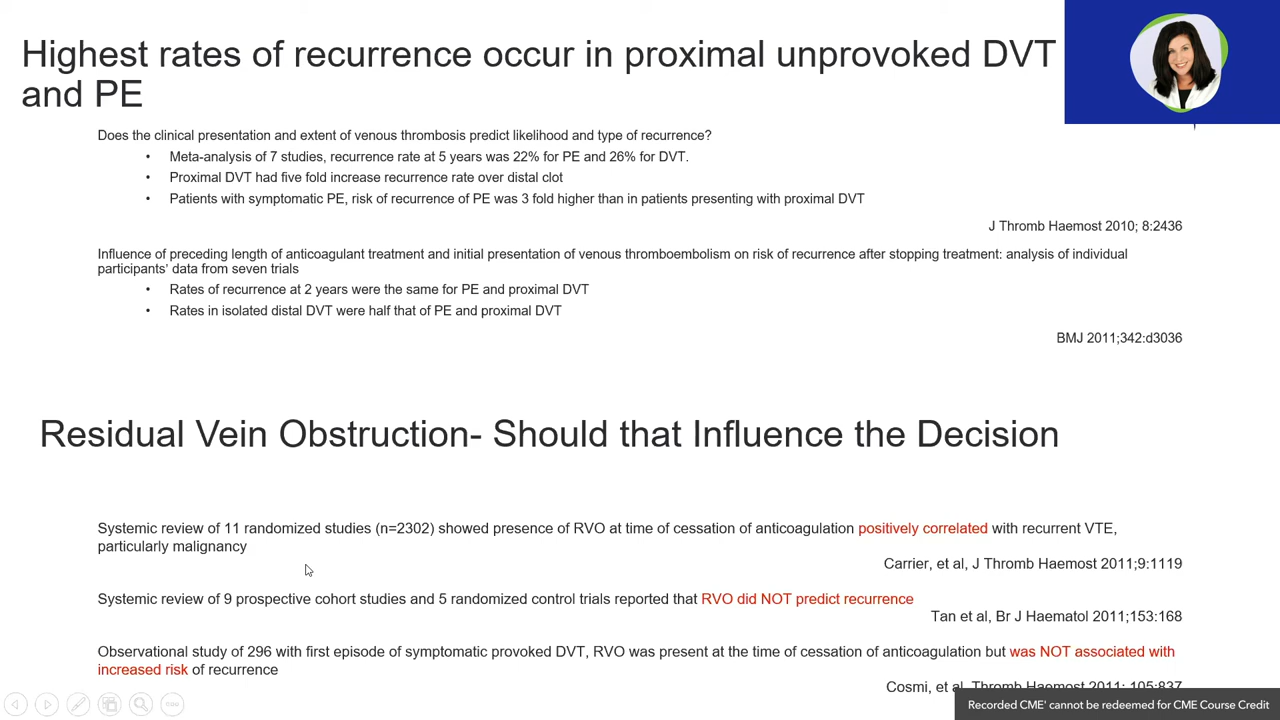 Highest rates of recurrence occur in proximal unprovoked DVT
and PE
Does the clinical presentation and extent of venous thrombosis predict likelihood and type of recurrence?
• Meta-analysis of 7 studies, recurrence rate at 5 years was 22% for PE and 26% for DVT.
• Proximal DVT had five fold increase recurrence rate over distal clot
• Patients with symptomatic PE, risk of recurrence of PE was 3 fold higher than in patients presenting with proximal DVT
J Thromb Haemost 2010; 8:2436
Influence of preceding length of anticoagulant treatment and initial presentation of venous thromboembolism on risk of recurrence after stopping treatment: analysis of individual
participants' data from seven trials
• Rates of recurrence at 2 years were the same for PE and proximal DVT
• Rates in isolated distal DVT were half that of PE and proximal DVT
BMJ 2011;342:d3036
Residual Vein Obstruction- Should that Influence the Decision
Systemic review of 11 randomized studies (n=2302) showed presence of RVO at time of cessation of anticoagulation positively correlated with recurrent VTE,
particularly malignancy
Carrier, et al, J Thromb Haemost 2011;9:1119
Systemic review of 9 prospective cohort studies and 5 randomized control trials reported that RVO did NOT predict recurrence
Tan et al, Br J Haematol 2011;153:168
Observational study of 296 with first episode of symptomatic provoked DVT, RVO was present at the time of cessation of anticoagulation but was NOT associated with
increased risk of recurrence
Cosmi, et al, Thromb Haemost 2011; 105:837
Recorded CME' cannot be redeemed for CME Course Credit